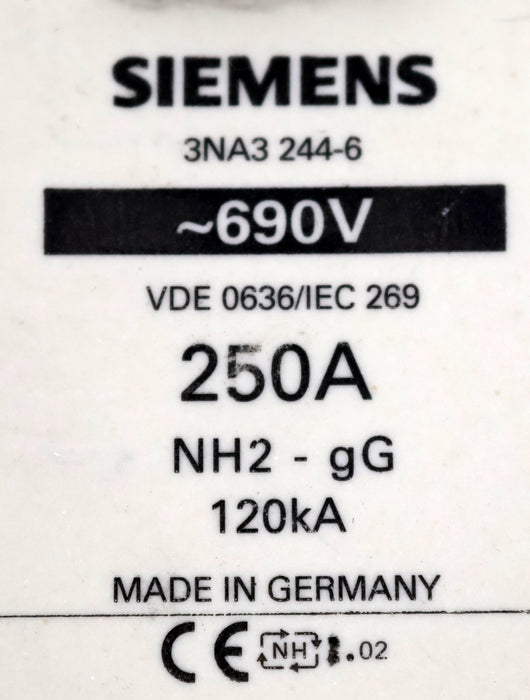 SIEMENS
3NA3 244-6
~690V
VDE 0636/IEC 269
250A
NH2 - gG
120kA
MADE IN GERMANY
CE NH .02